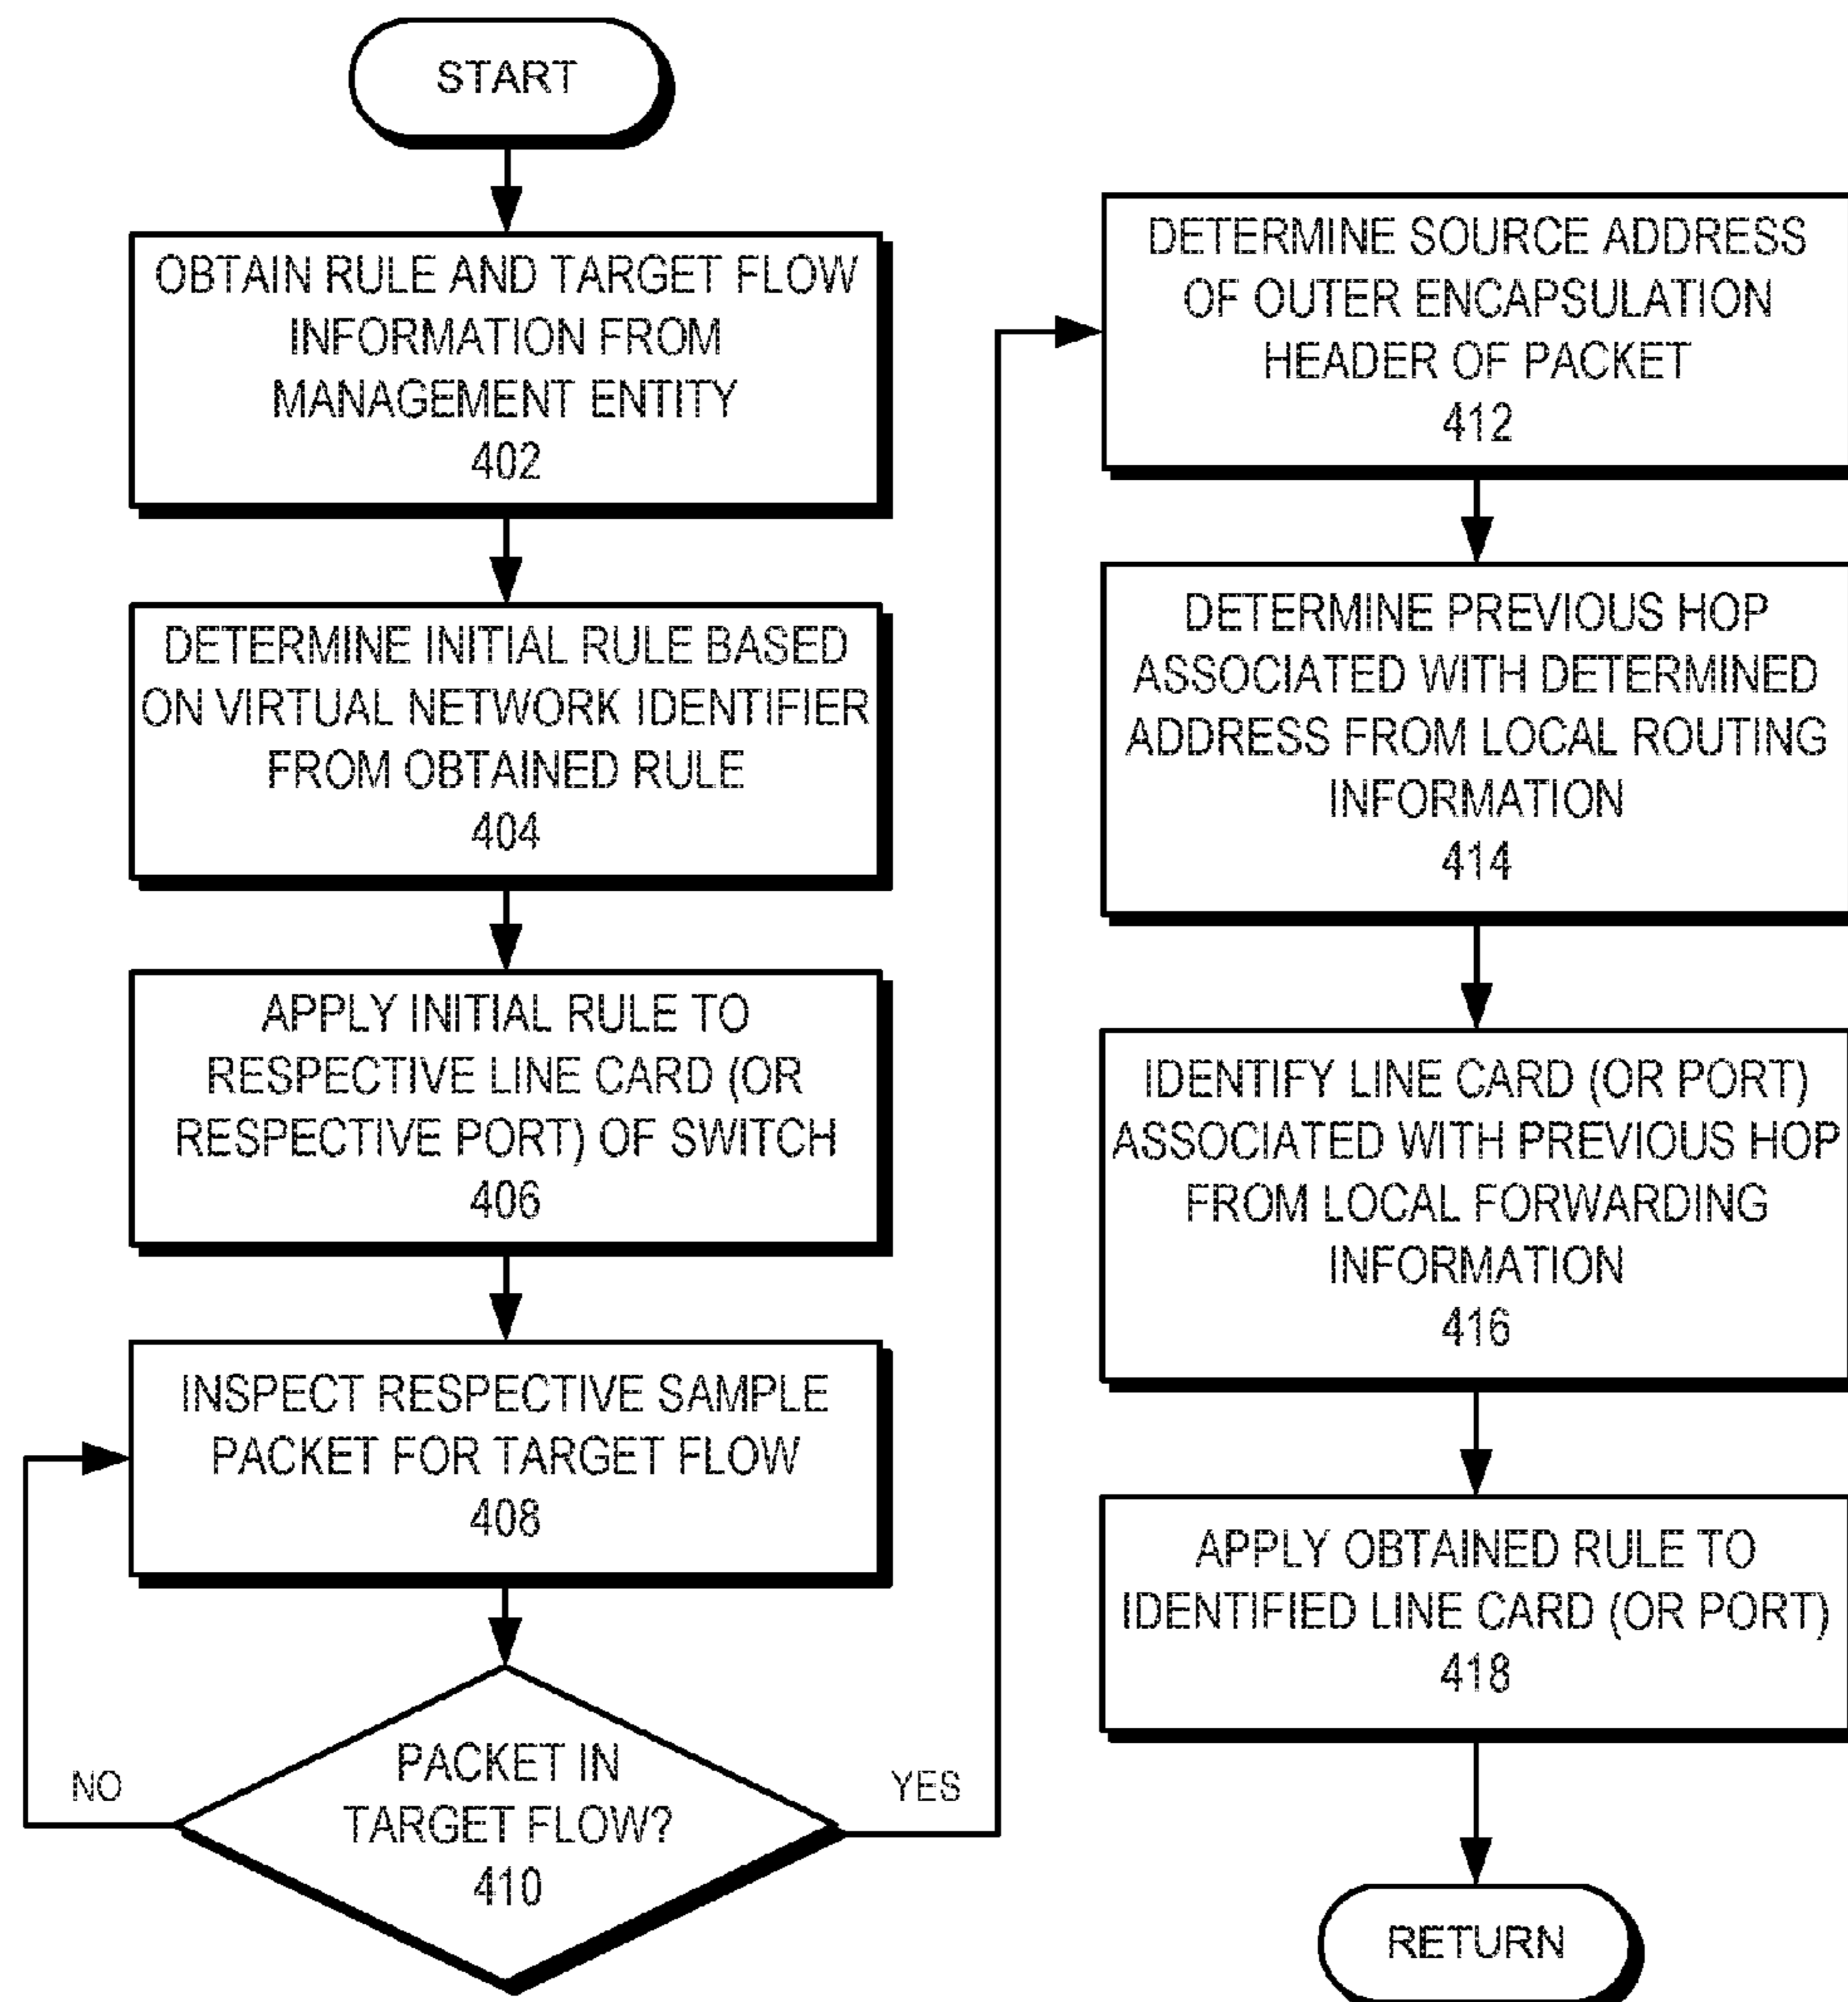 START
OBTAIN RULE AND TARGET FLOW
INFORMATION FROM
MANAGEMENT ENTITY
402
DETERMINE INITIAL RULE BASED
ON VIRTUAL NETWORK IDENTIFIER
FROM OBTAINED RULE
404
APPLY INITIAL RULE TO
RESPECTIVE LINE CARD (OR
RESPECTIVE PORT) OF SWITCH
406
INSPECT RESPECTIVE SAMPLE
PACKET FOR TARGET FLOW
408
PACKET IN
TARGET FLOW?
410
NO
YES
DETERMINE SOURCE ADDRESS
OF OUTER ENCAPSULATION
HEADER OF PACKET
412
DETERMINE PREVIOUS HOP
ASSOCIATED WITH DETERMINED
ADDRESS FROM LOCAL ROUTING
INFORMATION
414
IDENTIFY LINE CARD (OR PORT)
ASSOCIATED WITH PREVIOUS HOP
FROM LOCAL FORWARDING
INFORMATION
416
APPLY OBTAINED RULE TO
IDENTIFIED LINE CARD (OR PORT)
418
RETURN